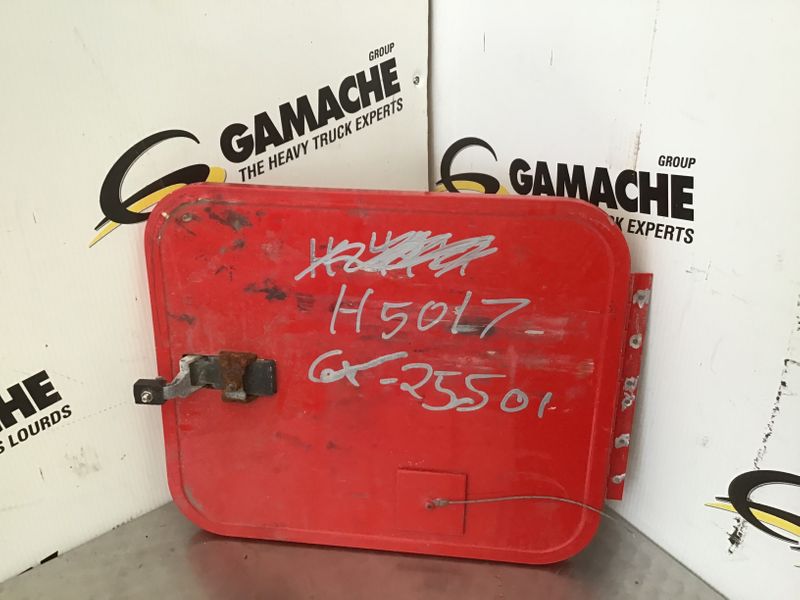 GROUP
GAMACHE
THE HEAVY TRUCK EXPERTS
GROUP
GAMACHE
TRUCK EXPERTS
CHE
S LOURDS
H5017
GX-25501